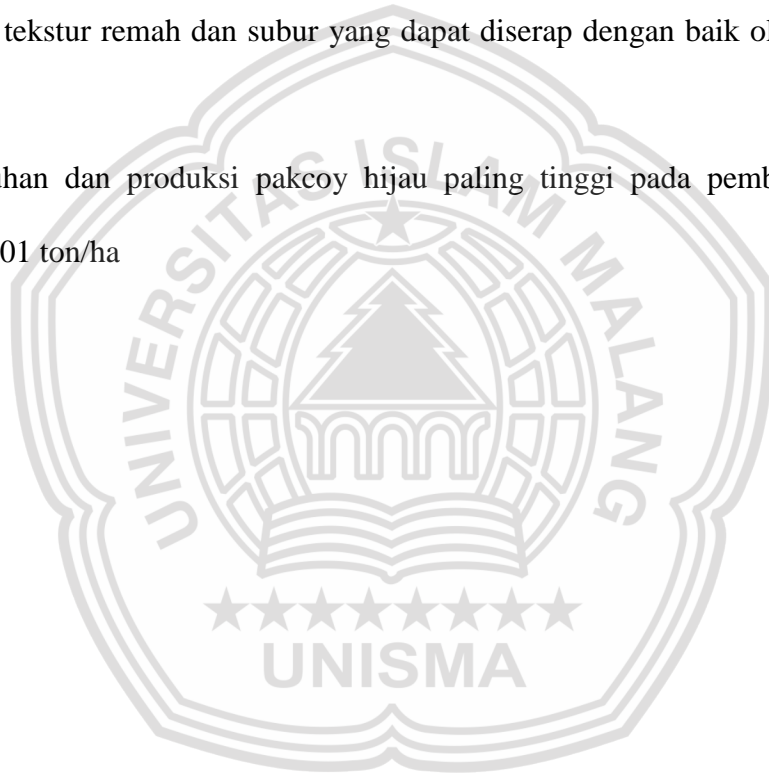 tekstur remah dan subur yang dapat diserap dengan baik
uhan dan produksi pakcoy hijau paling tinggi pada pemb
01 ton/ha
UNIVERSITAS ISLAM MALANG
UNISMA